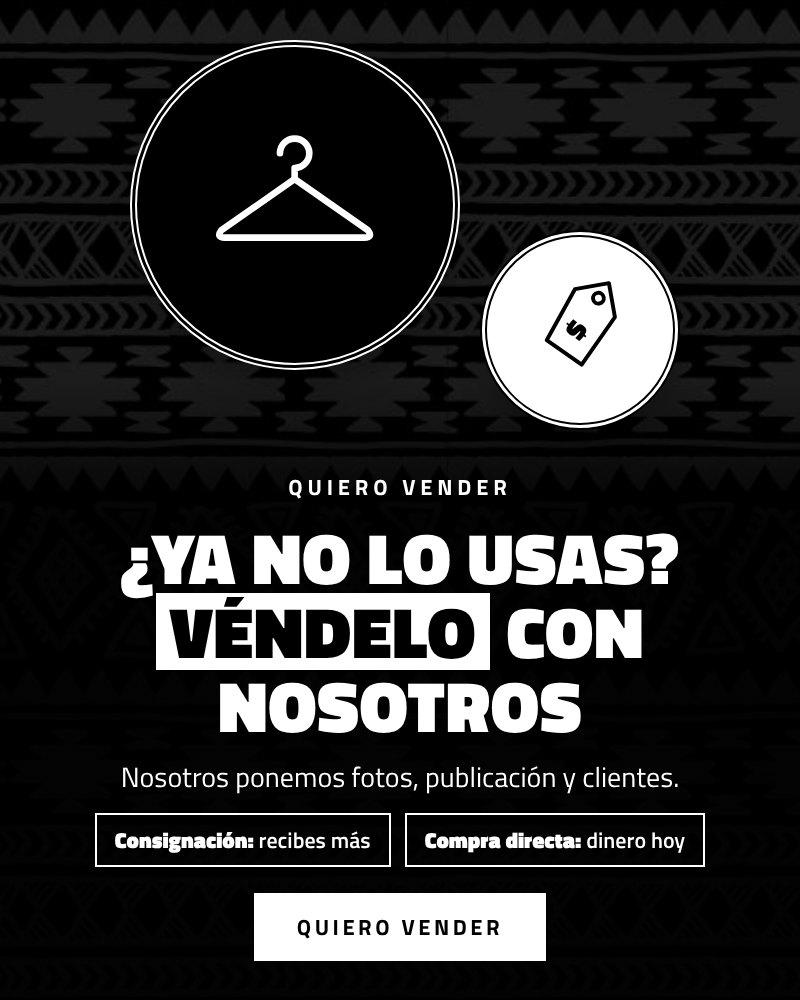 $
QUIERO VENDER
¿YA NO LO USAS?
VÉNDELO CON
NOSOTROS
Nosotros ponemos fotos, publicación y clientes.
Consignación: recibes más
Compra directa: dinero hoy
QUIERO VENDER